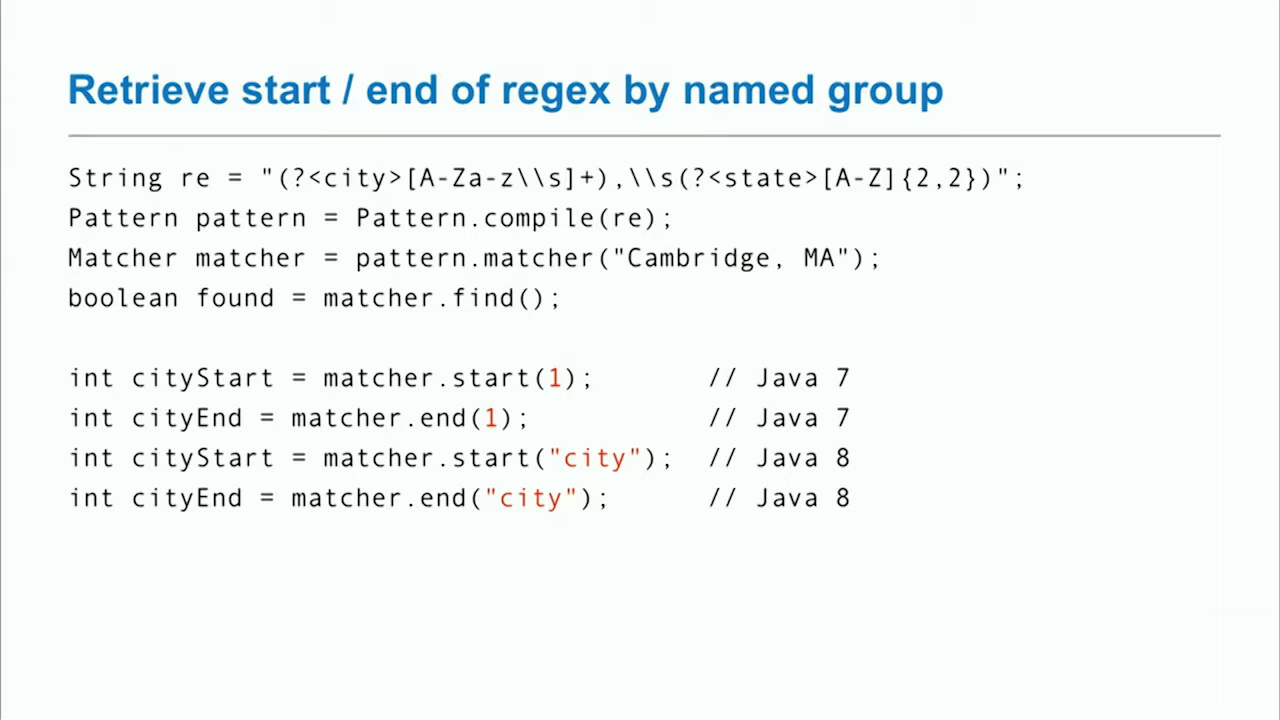 Retrieve start / end of regex by named group
String re = "(?<city>[A-Za-z\\s]+),\\s(?<state>[A-Z]{2,2})";
Pattern pattern = Pattern.compile(re);
Matcher matcher = pattern.matcher("Cambridge, MA");
boolean found = matcher.find();
int cityStart = matcher.start(1); // Java 7
int cityEnd = matcher.end(1); // Java 7
int cityStart = matcher.start("city"); // Java 8
int cityEnd = matcher.end("city"); // Java 8